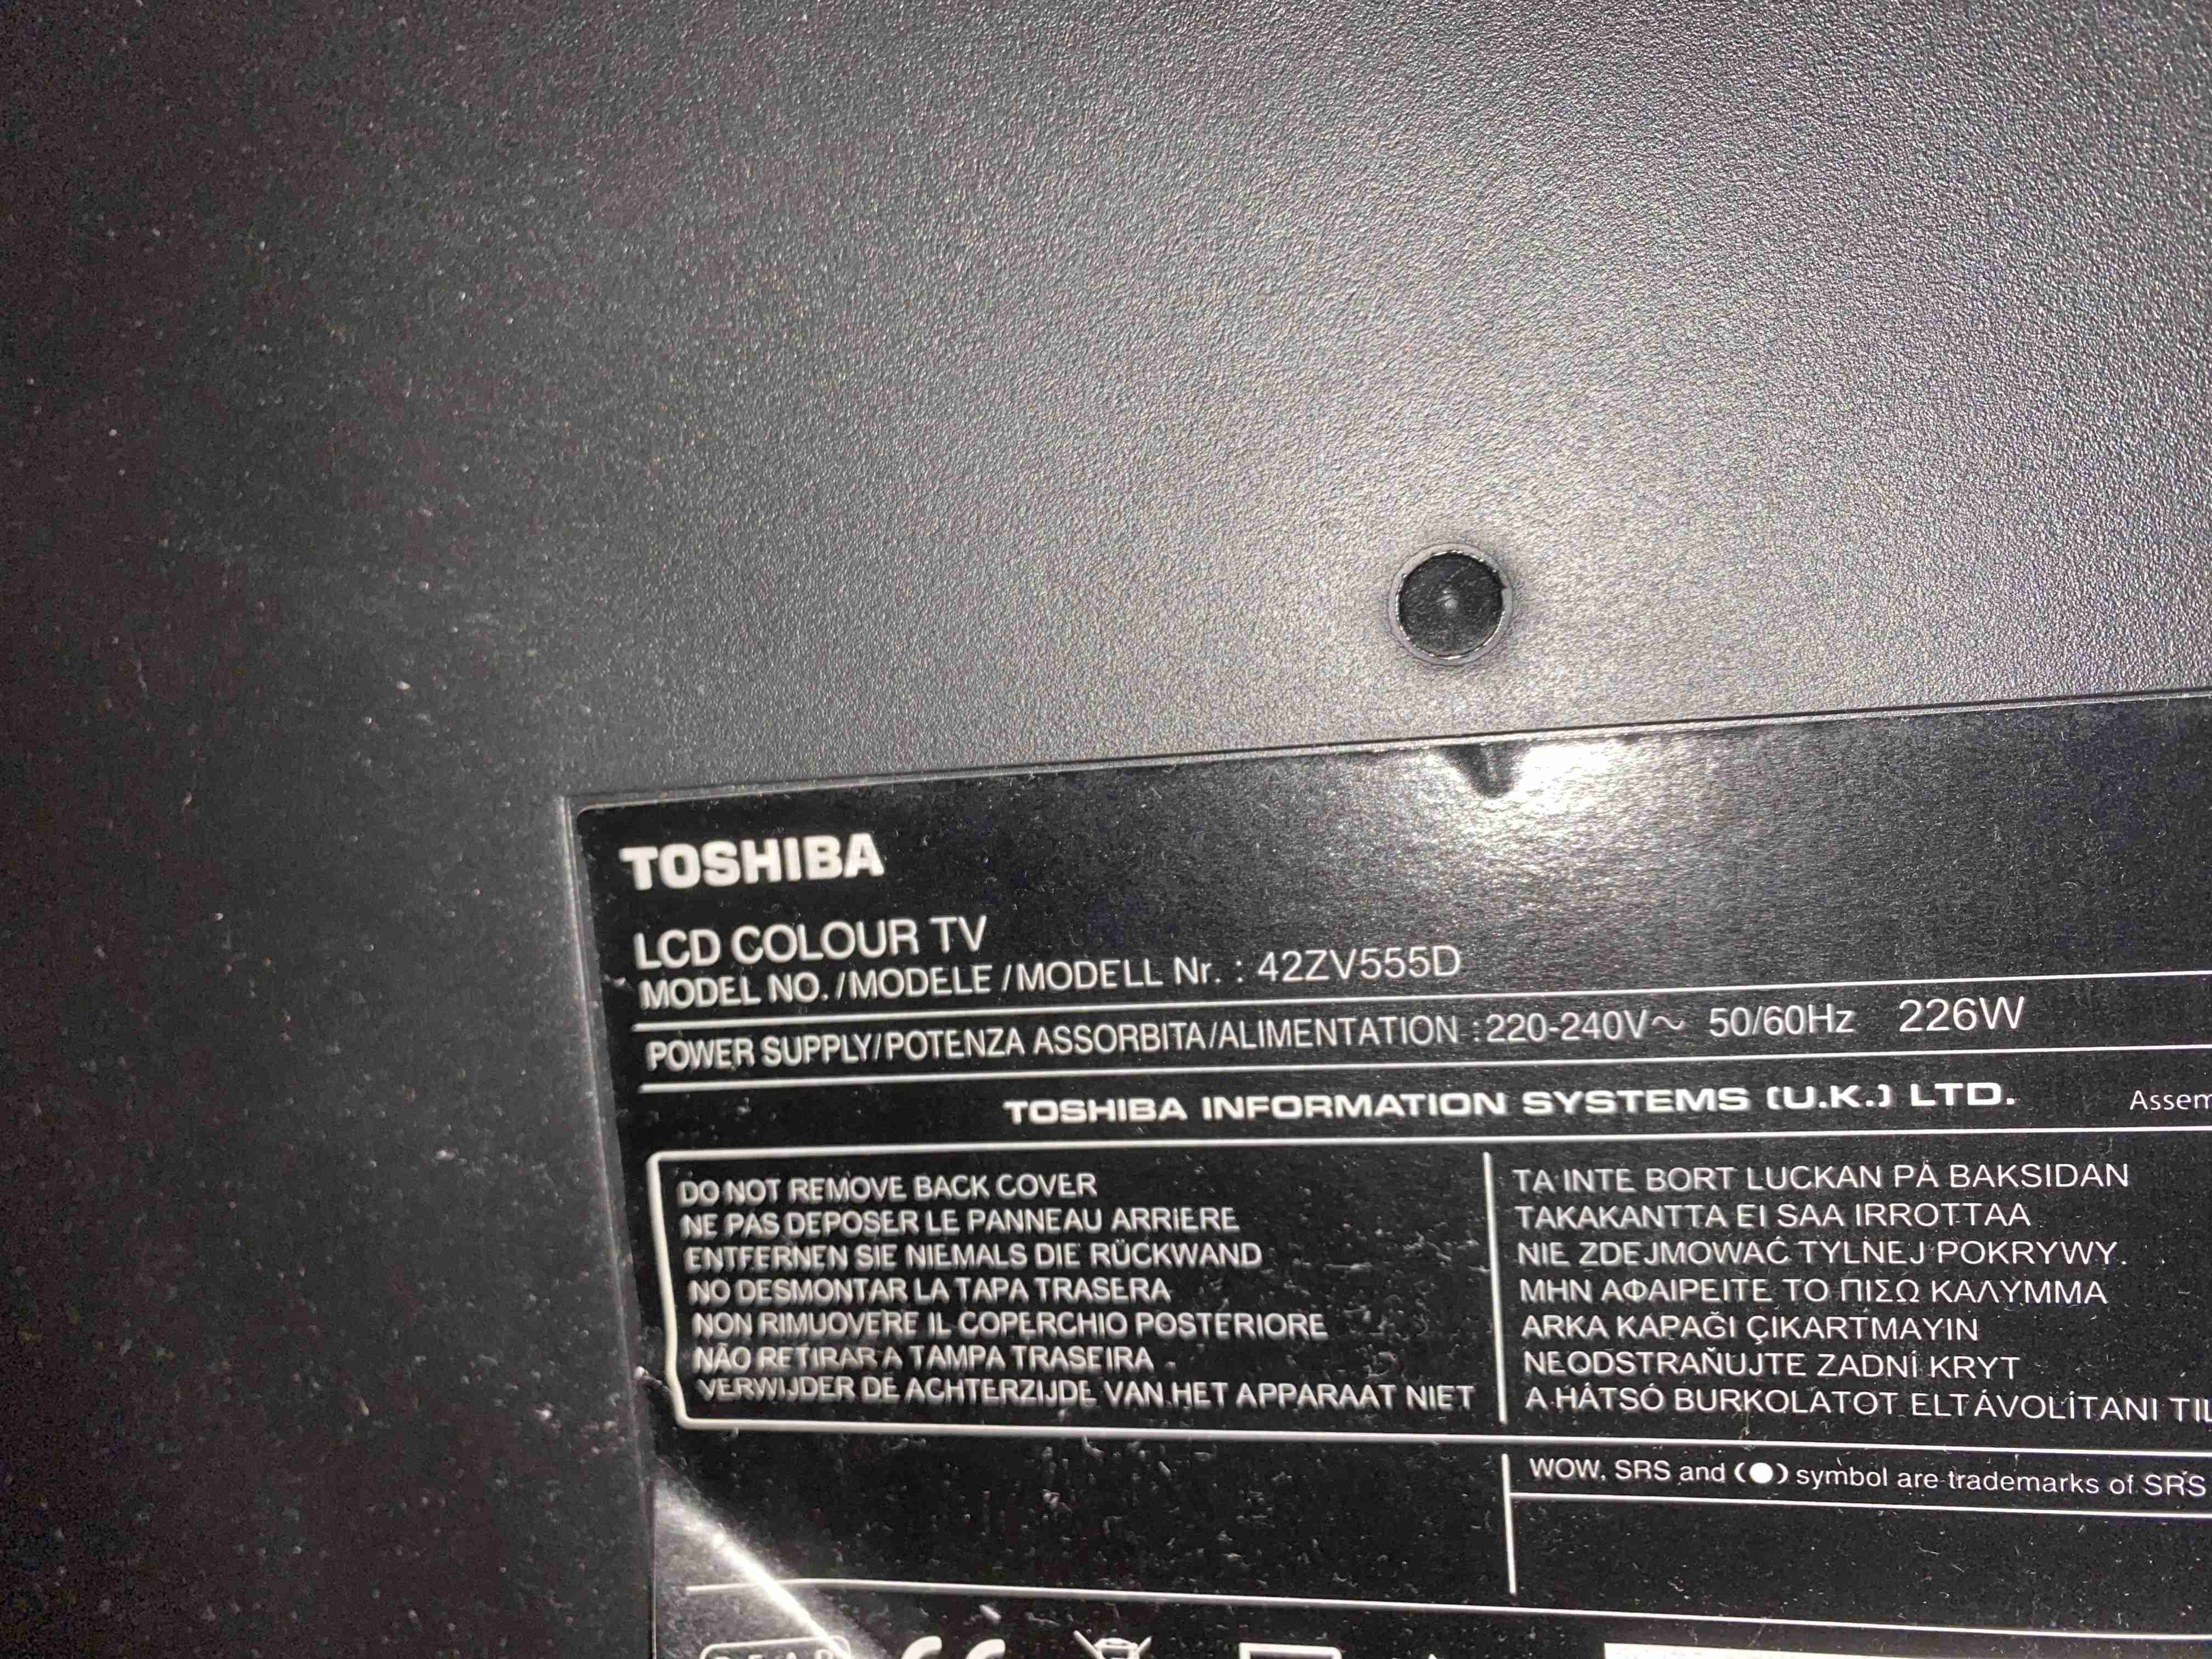 TOSHIBA
LCD COLOUR TV
MODEL NO./MODELE/MODELL Nr. : 42ZV555D
POWER SUPPLY/POTENZA ASSORBITA/ALIMENTATION :220-240V~ 50/60Hz 226W
TOSHIBA INFORMATION SYSTEMS (U.K.) LTD.
DO NOT REMOVE BACK COVER
NE PAS DEPOSER LE PANNEAU ARRIERE
ENTFERNEN SIE NIEMALS DIE RÜCKWAND
NO DESMONTAR LA TAPA TRASERA
NON RIMUOVERE IL COPERCHIO POSTERIORE
NÃO RETIRAR A TAMPA TRASEIRA
VERWIJDER DE ACHTERZIJDE VAN HET APPARAAT NIET
TA INTE BORT LUCKAN PÅ BAKSIDAN
TAKAKANTTA EI SAA IRROTTAA
NIE ZDEJMOWAĆ TYLNEJ POKRYWY.
ΜΗΝ ΑΦΑΙΡΕΙΤΕ ΤΟ ΠΙΣΩ ΚΑΛΥΜΜΑ
ARKA KAPAĞI ÇIKARTMAYIN
NEODSTRAŇUJTE ZADNÍ KRYT
A HÁTSÓ BURKOLATOT ELTÁVOLÍTANI
WOW, SRS and (●) symbol are trademarks of SRS